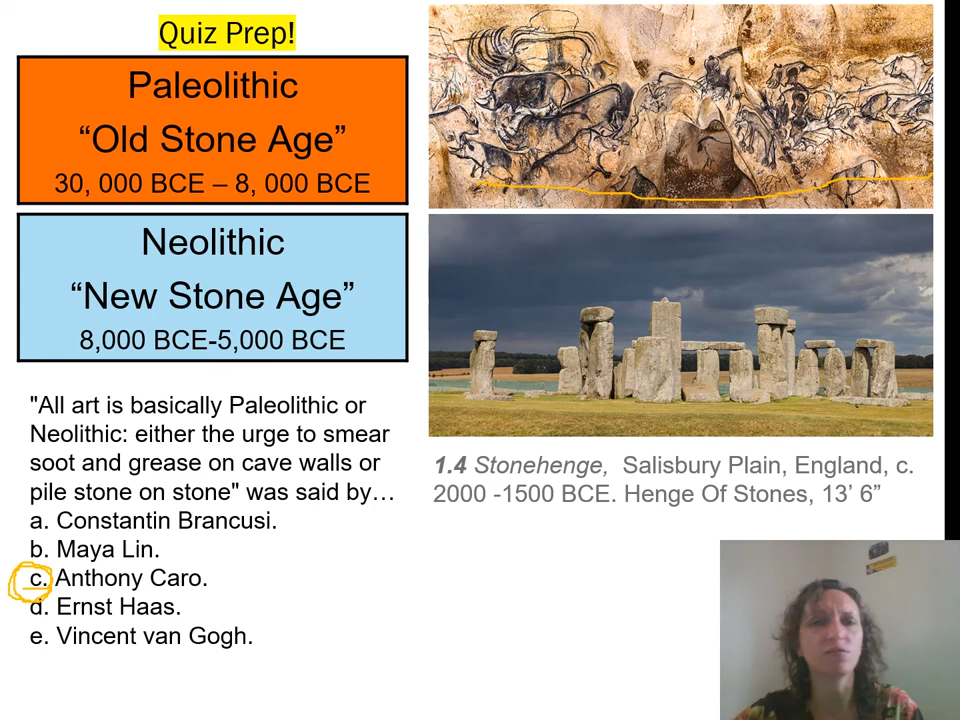 Quiz Prep!
Paleolithic
“Old Stone Age”
30, 000 BCE – 8, 000 BCE
Neolithic
“New Stone Age”
8,000 BCE-5,000 BCE
"All art is basically Paleolithic or
Neolithic: either the urge to smear
soot and grease on cave walls or
pile stone on stone" was said by…
a. Constantin Brancusi.
b. Maya Lin.
c. Anthony Caro.
d. Ernst Haas.
e. Vincent van Gogh.
1.4 Stonehenge, Salisbury Plain, England, c.
2000 -1500 BCE. Henge Of Stones, 13’ 6”